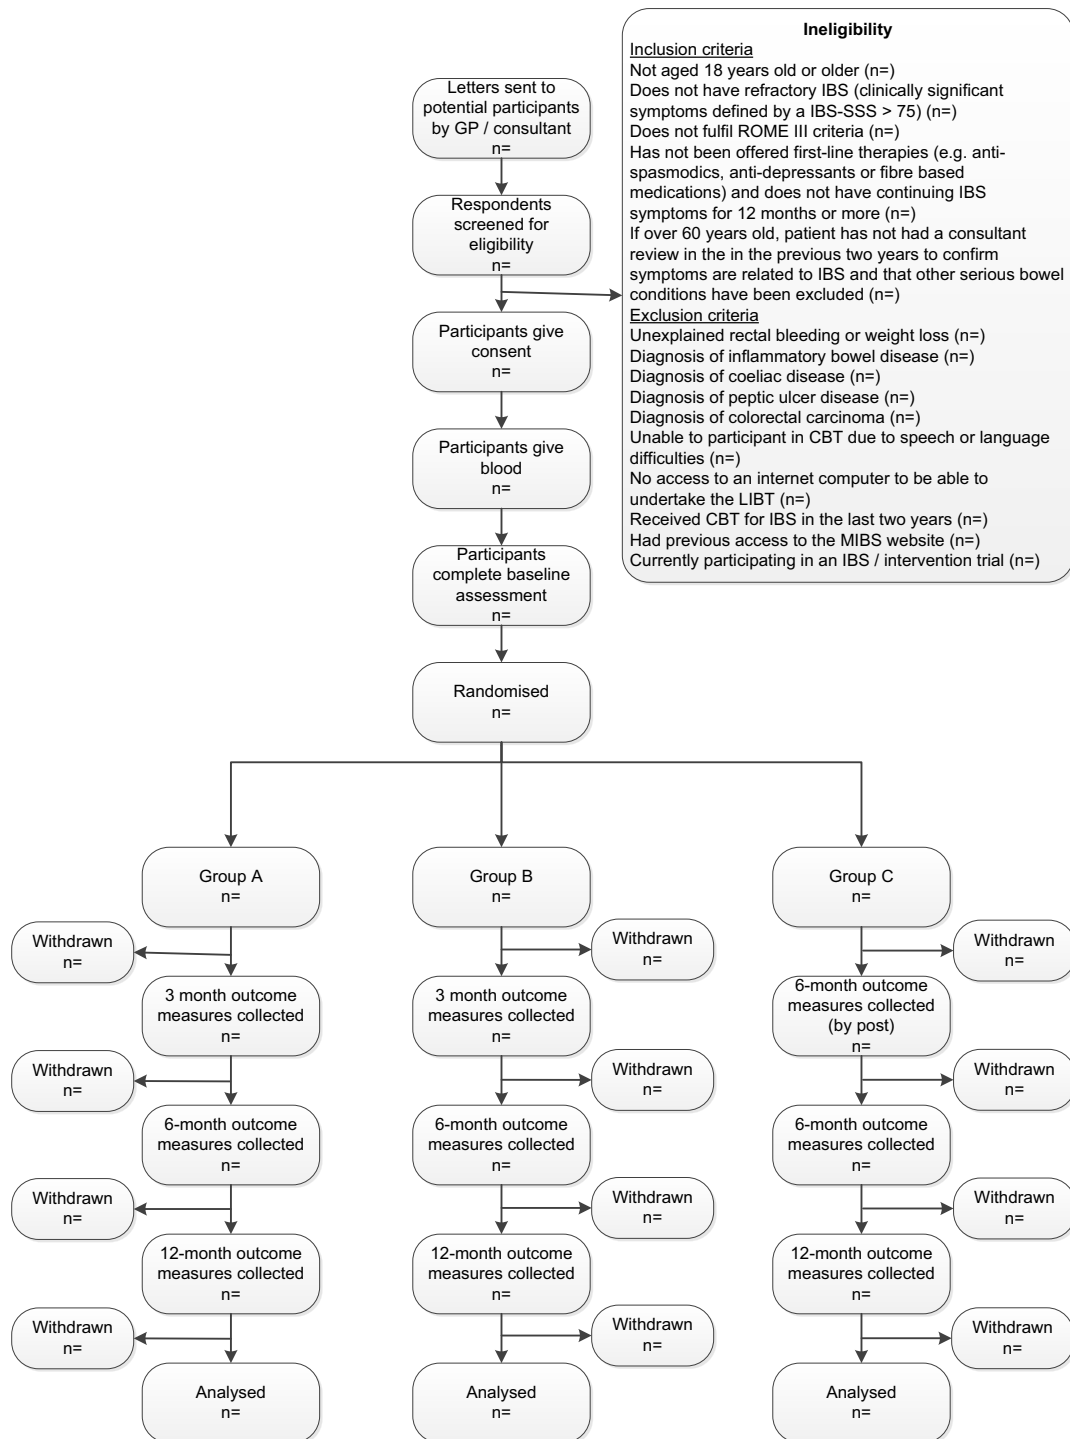 Letters sent to
potential participants
by GP / consultant
n=
Respondents
screened for
eligibility
n=
Ineligibility
Inclusion criteria
Not aged 18 years old or older (n=)
Does not have refractory IBS (clinically significant
symptoms defined by a IBS-SSS > 75) (n=)
Does not fulfil ROME III criteria (n=)
Has not been offered first-line therapies (e.g. anti-
spasmodics, anti-depressants or fibre based
medications) and does not have continuing IBS
symptoms for 12 months or more (n=)
If over 60 years old, patient has not had a consultant
review in the in the previous two years to confirm
symptoms are related to IBS and that other serious bowel
conditions have been excluded (n=)
Exclusion criteria
Unexplained rectal bleeding or weight loss (n=)
Diagnosis of inflammatory bowel disease (n=)
Diagnosis of coeliac disease (n=)
Diagnosis of peptic ulcer disease (n=)
Diagnosis of colorectal carcinoma (n=)
Unable to participant in CBT due to speech or language
difficulties (n=)
No access to an internet computer to be able to
undertake the LIBT (n=)
Received CBT for IBS in the last two years (n=)
Had previous access to the MIBS website (n=)
Currently participating in an IBS / intervention trial (n=)
Participants give
consent
n=
Participants give
blood
n=
Participants
complete baseline
assessment
n=
Randomised
n=
Group A
n=
Withdrawn
n=
3 month outcome
measures collected
n=
Withdrawn
n=
6-month outcome
measures collected
n=
Withdrawn
n=
12-month outcome
measures collected
n=
Withdrawn
n=
Analysed
n=
Group B
n=
Withdrawn
n=
3 month outcome
measures collected
n=
Withdrawn
n=
6-month outcome
measures collected
n=
Withdrawn
n=
12-month outcome
measures collected
n=
Withdrawn
n=
Analysed
n=
Group C
n=
Withdrawn
n=
6-month outcome
measures collected
(by post)
n=
Withdrawn
n=
6-month outcome
measures collected
n=
Withdrawn
n=
12-month outcome
measures collected
n=
Withdrawn
n=
Analysed
n=